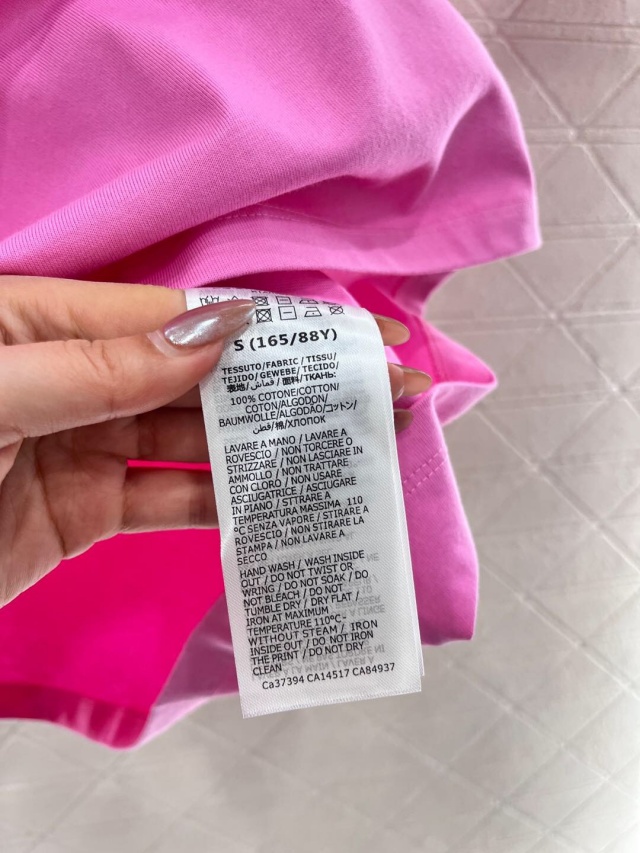 S (165/88Y)
TESSUTO/FABRIC / TISSU/
TEJIDO/ GEWEBE/ TECIDO/
表地/ قماش/ 面料/ТКАНЬ:
100% COTONE/COTTON/
COTON/ALGODON/
BAUMWOLLE/ALGODÃO/コットン/
قطن/棉/ХЛОПОК
LAVARE A MANO / LAVARE A
ROVESCIO / NON TORCERE O
STRIZZARE / NON LASCIARE IN
AMMOLLO / NON TRATTARE
CON CLORO / NON USARE
ASCIUGATRICE / ASCIUGARE
IN PIANO / STTRARE A
TEMPERATURA MASSIMA 110
°C SENZA VAPORE / STIRARE A
ROVESCIO / NON STIRARE LA
STAMPA / NON LAVARE A
SECCO
HAND WASH / WASH INSIDE
OUT / DO NOT TWIST OR
WRING / DO NOT SOAK / DO
NOT BLEACH / DO NOT
TUMBLE DRY / DRY FLAT /
IRON AT MAXIMUM
TEMPERATURE 110°C -
WITHOUT STEAM / IRON
INSIDE OUT / DO NOT IRON
THE PRINT / DO NOT DRY
CLEAN
Ca37394 CA14517 CA84937